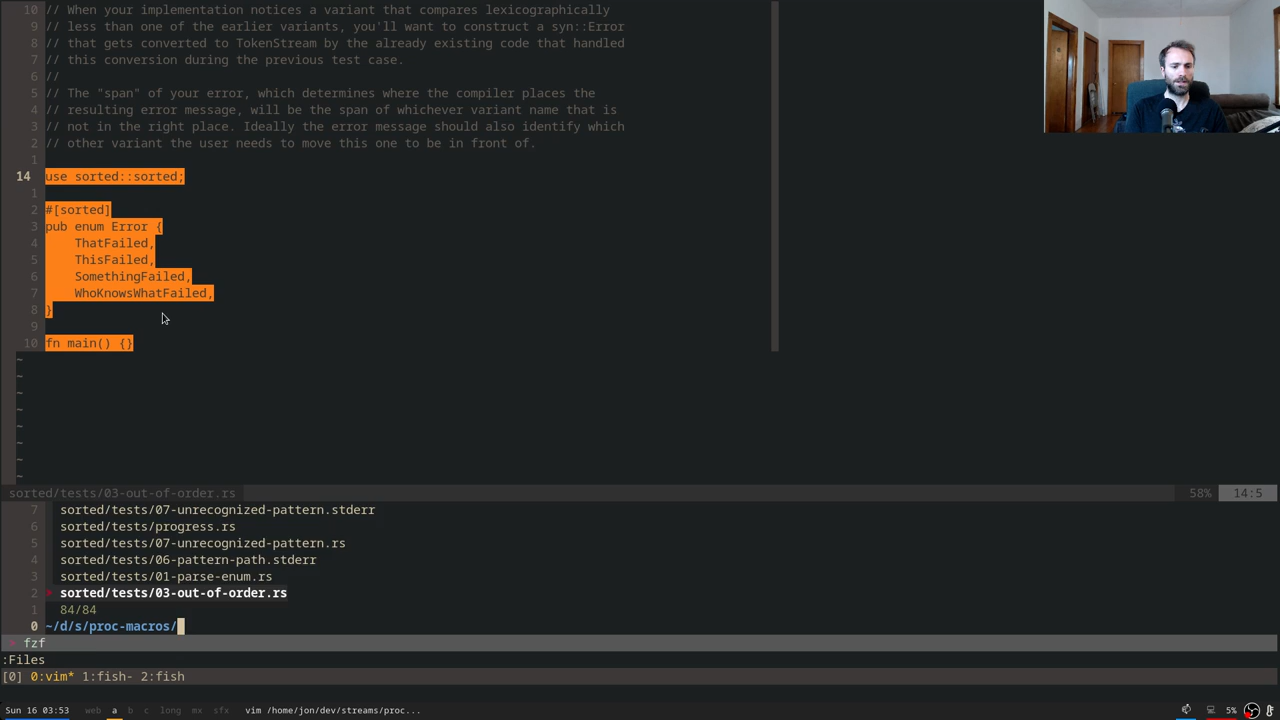 10 // When your implementation notices a variant that compares lexicographically
9 // less than one of the earlier variants, you'll want to construct a syn::Error
8 // that gets converted to TokenStream by the already existing code that handled
7 // this conversion during the previous test case.
6 //
5 // The "span" of your error, which determines where the compiler places the
4 // resulting error message, will be the span of whichever variant name that is
3 // not in the right place. Ideally the error message should also identify which
2 // other variant the user needs to move this one to be in front of.
1
14 use sorted::sorted;
1
2 #[sorted]
3 pub enum Error {
4 ThatFailed,
5 ThisFailed,
6 SomethingFailed,
7 WhoKnowsWhatFailed,
8 }
9
10 fn main() {}
~
~
~
~
~
~
~
~
sorted/tests/03-out-of-order.rs 58% 14:5
7 sorted/tests/07-unrecognized-pattern.stderr
6 sorted/tests/progress.rs
5 sorted/tests/07-unrecognized-pattern.rs
4 sorted/tests/06-pattern-path.stderr
3 sorted/tests/01-parse-enum.rs
2 > sorted/tests/03-out-of-order.rs
1 84/84
0 ~/d/s/proc-macros/
> fzf
:Files
[0] 0:vim* 1:fish- 2:fish
Sun 16 03:53 web a b c long mx sfx vim /home/jon/dev/streams/proc... 5%